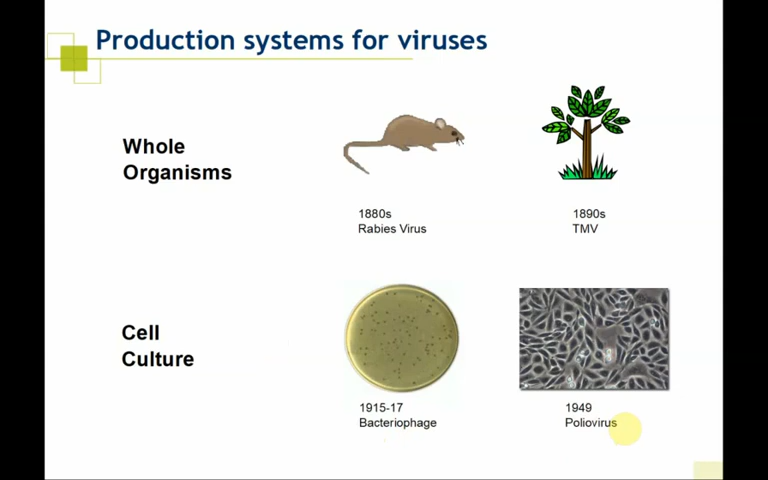 Production systems for viruses
Whole
Organisms
1880s
Rabies Virus
1890s
TMV
Cell
Culture
1915-17
Bacteriophage
1949
Poliovirus